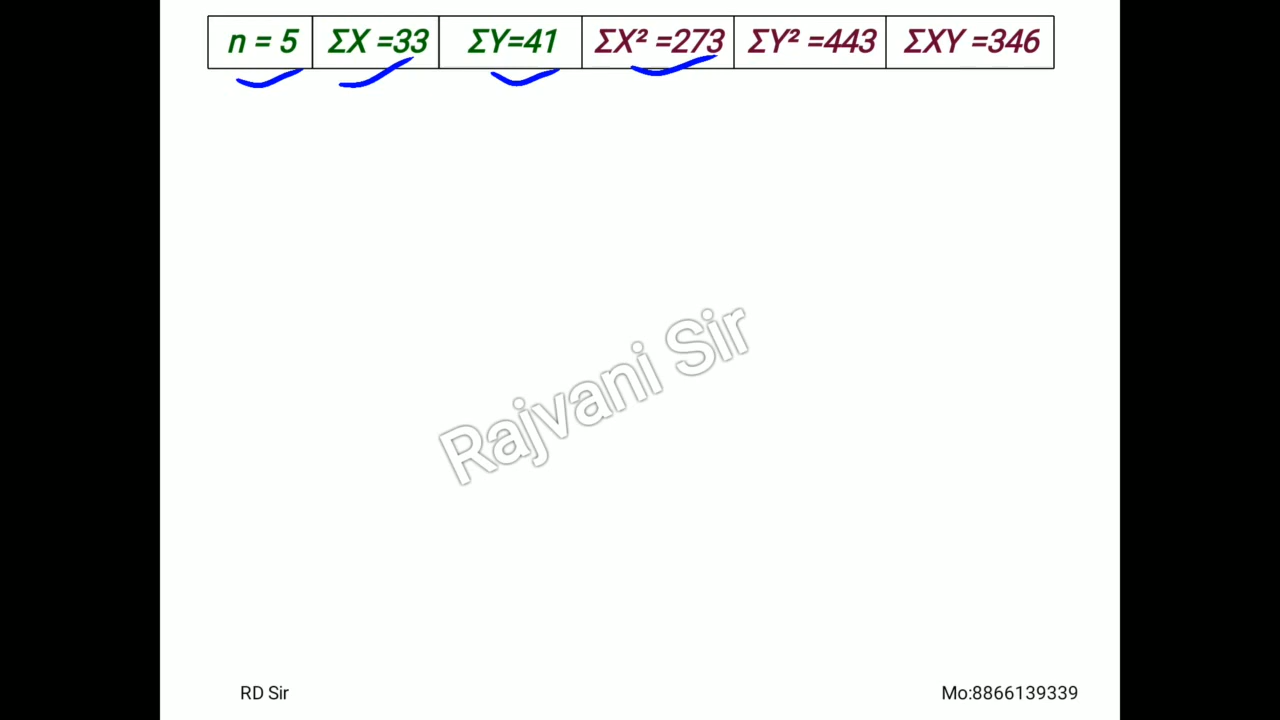 n = 5 ΣX =33 ΣY=41 ΣX² =273 ΣY² =443 ΣXY =346
Rajvani Sir
RD Sir Mo:8866139339